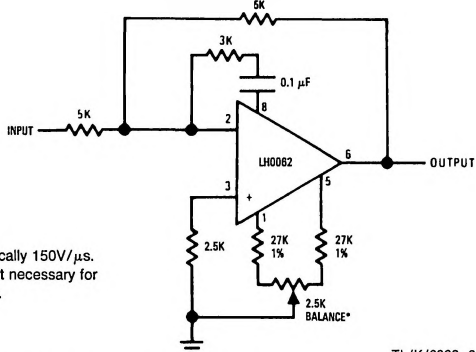 5K
3K
0.1 μF
5K
2
8
INPUT
LH0062
6
OUTPUT
5
3
+
1
cally 150V/μs.
t necessary for
2.5K
27K
1%
27K
1%
2.5K
BALANCE*